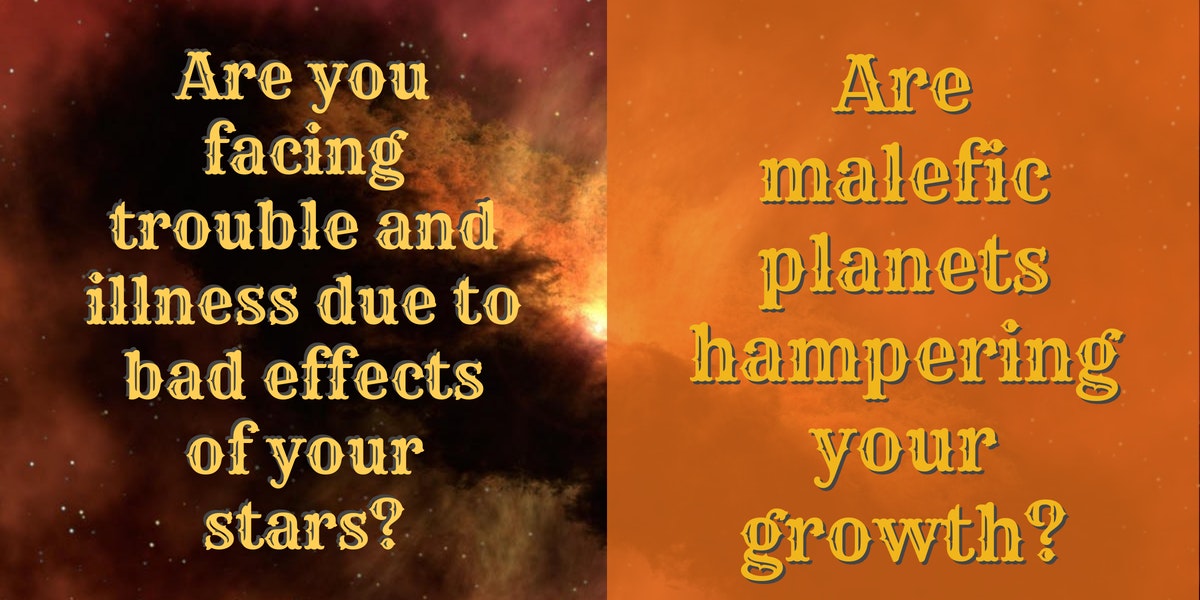 Are you
facing
trouble and
illness due to
bad effects
of your
stars?
Are
malefic
planets
hampering
your
growth?